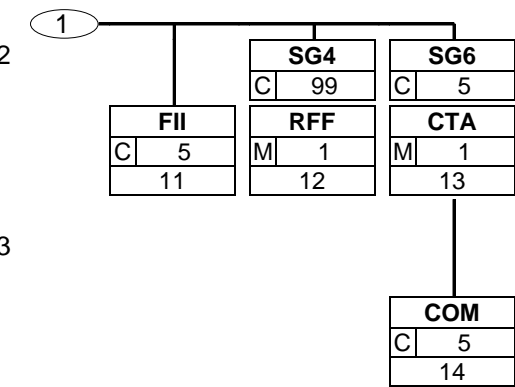 1
2
SG4 SG6
C 99 C 5
FII RFF CTA
C 5 M 1 M 1
11 12 13
3
COM
C 5
14